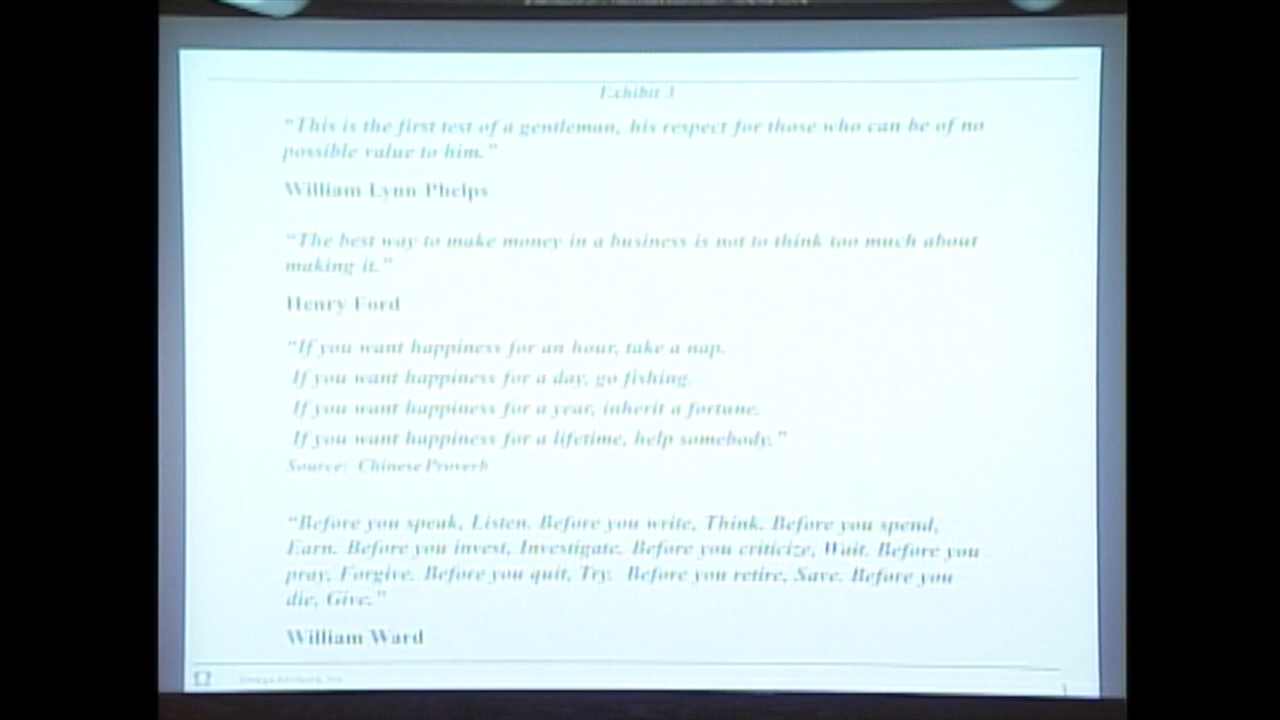 Exhibit 3
"This is the first test of a gentleman, his respect for those who can be of no
possible value to him."
William Lynn Phelps
"The best way to make money in a business is not to think too much about
making it."
Henry Ford
"If you want happiness for an hour, take a nap.
If you want happiness for a day, go fishing.
If you want happiness for a year, inherit a fortune.
If you want happiness for a lifetime, help somebody."
Source: Chinese Proverb
"Before you speak, Listen. Before you write, Think. Before you spend,
Earn. Before you invest, Investigate. Before you criticize, Wait. Before you
pray, Forgive. Before you quit, Try. Before you retire, Save. Before you
die, Give."
William Ward
Ω Omega Advisors, Inc.